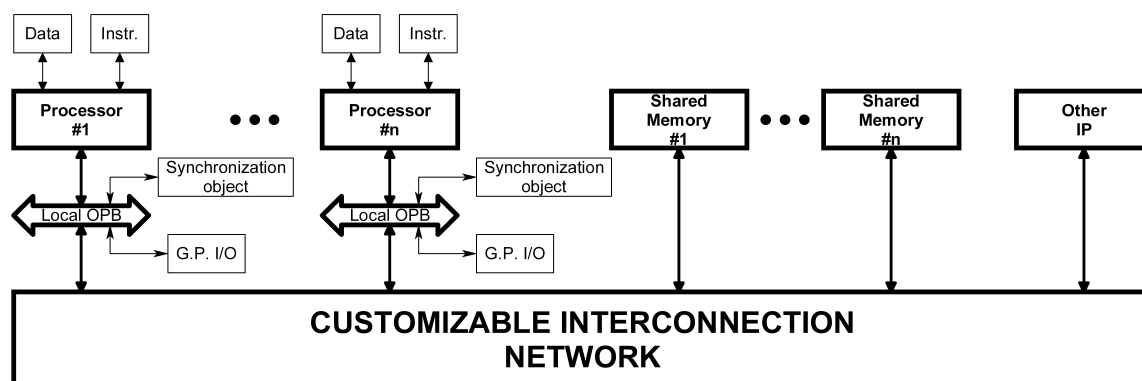 Data
Instr.
Data
Instr.
Processor
#1
Processor
#n
Shared
Memory
#1
Shared
Memory
#n
Other
IP
Synchronization
object
Synchronization
object
Local OPB
Local OPB
G.P. I/O
G.P. I/O
CUSTOMIZABLE INTERCONNECTION
NETWORK